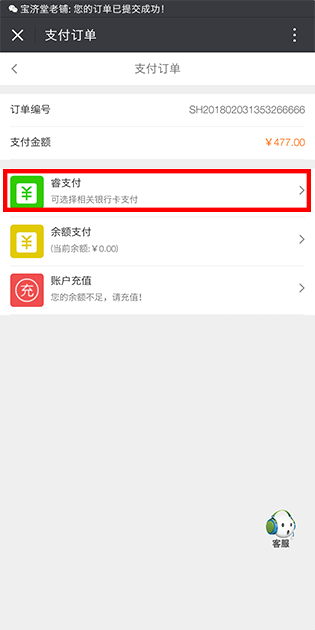 宝济堂老铺: 您的订单已提交成功！
支付订单
支付订单
订单编号 SH201802031353266666
支付金额 ￥477.00
睿支付
可选择相关银行卡支付
余额支付
(当前余额:￥0.00)
充
账户充值
您的余额不足，请充值！
客服